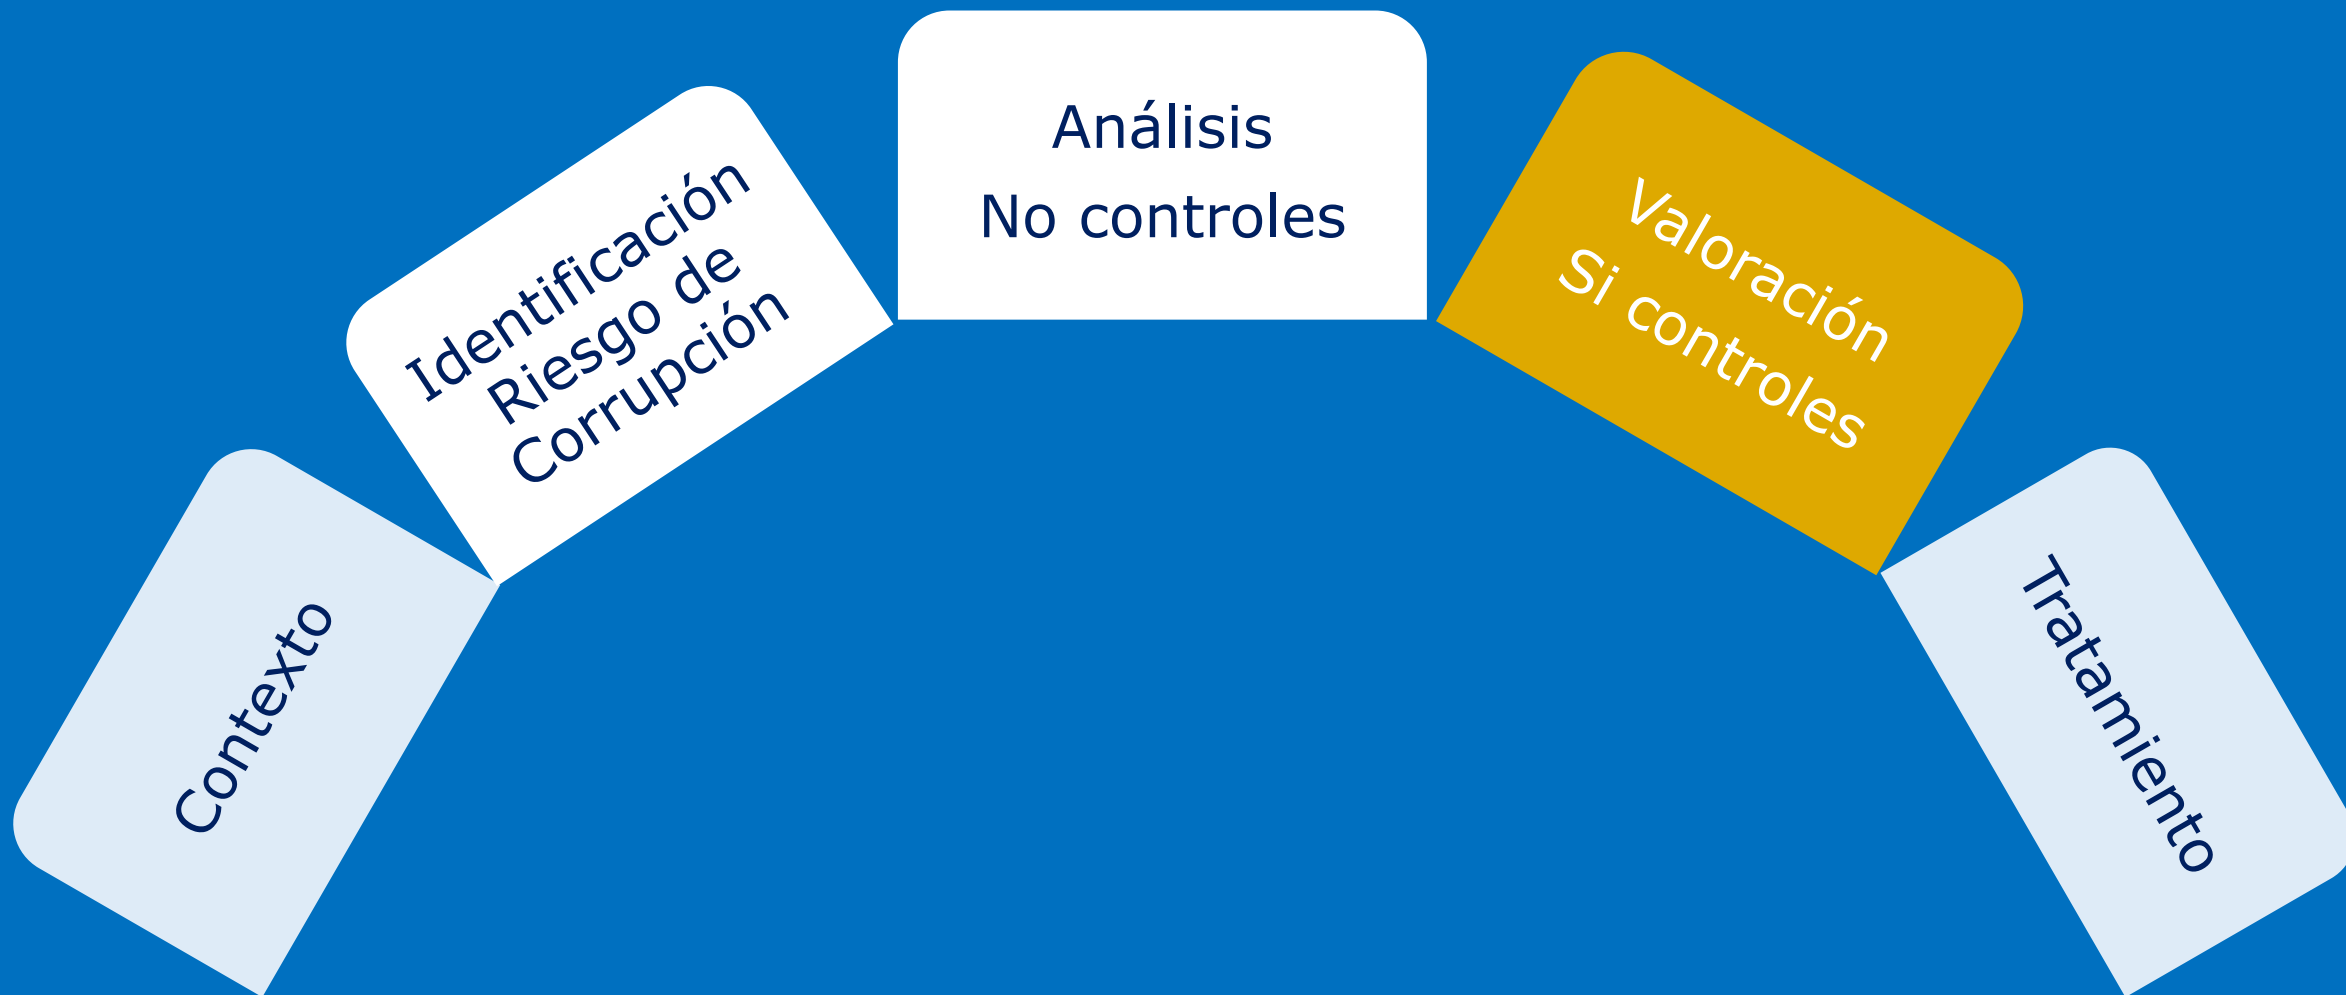 Contexto
Identificación
Riesgo de
Corrupción
Análisis
No controles
Valoración
Si controles
Tratamiento